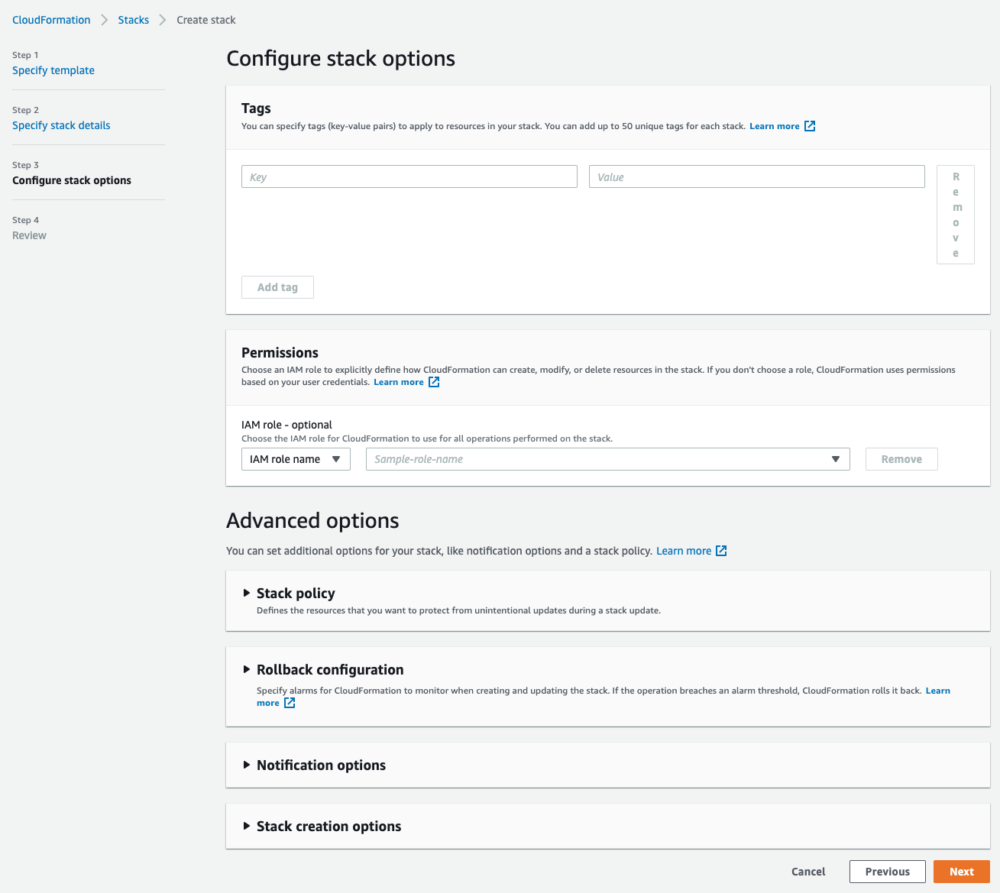 CloudFormation Stacks Create stack
Step 1
Specify template
Step 2
Specify stack details
Step 3
Configure stack options
Step 4
Review
Configure stack options
Tags
You can specify tags (key-value pairs) to apply to resources in your stack. You can add up to 50 unique tags for each stack. Learn more
Key
Value
R
e
m
o
v
e
Add tag
Permissions
Choose an IAM role to explicitly define how CloudFormation can create, modify, or delete resources in the stack. If you don't choose a role, CloudFormation uses permissions
based on your user credentials. Learn more
IAM role - optional
Choose the IAM role for CloudFormation to use for all operations performed on the stack.
IAM role name
Sample-role-name
Remove
Advanced options
You can set additional options for your stack, like notification options and a stack policy. Learn more
Stack policy
Defines the resources that you want to protect from unintentional updates during a stack update.
Rollback configuration
Specify alarms for CloudFormation to monitor when creating and updating the stack. If the operation breaches an alarm threshold, CloudFormation rolls it back. Learn
more
Notification options
Stack creation options
Cancel
Previous
Next